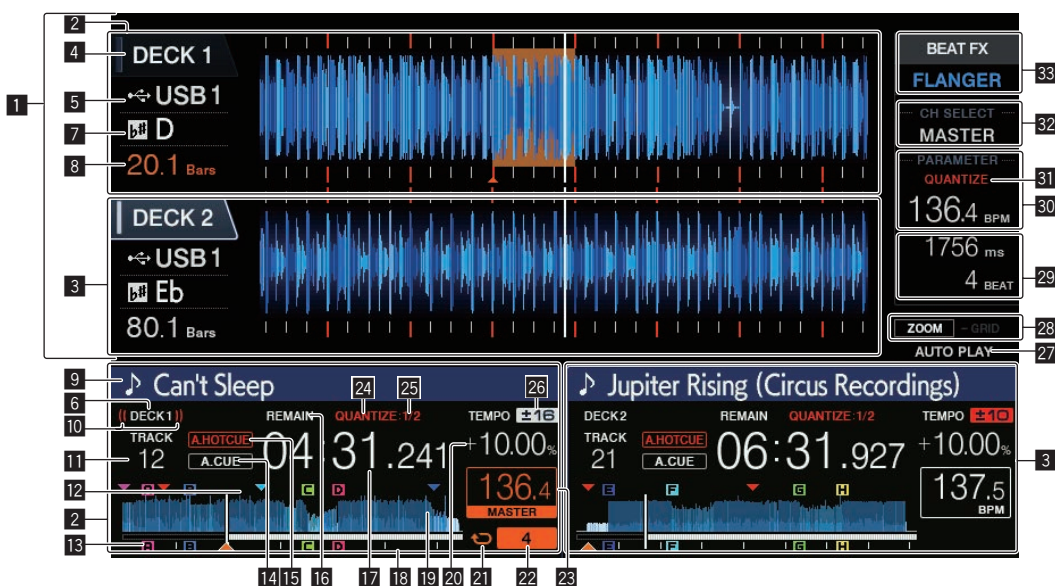 2
1
4 DECK 1
5 USB 1
7 b# D
8 20.1 Bars
BEAT FX
FLANGER
33
CH SELECT
MASTER
32
PARAMETER
QUANTIZE 31
136.4 BPM 30
1756 ms
4 BEAT
29
3
DECK 2
USB 1
b# Eb
80.1 Bars
ZOOM - GRID 28
AUTO PLAY 27
9 ♪ Can't Sleep
6
10 ((DECK1))
24 25 26
REMAIN QUANTIZE:1/2 TEMPO ±16
11 TRACK
12
A.HOTCUE
A.CUE
04:31.241
+10.00%
12
A B C D
136.4
MASTER
2
13 A B C D
4
14 15 16 17 18 19 20 21 22 23
♪ Jupiter Rising (Circus Recordings)
DECK2 REMAIN QUANTIZE:1/2 TEMPO ±10
TRACK
21
A.HOTCUE
A.CUE
06:31.927
+10.00%
3
E F G H
137.5
BPM
E F G H